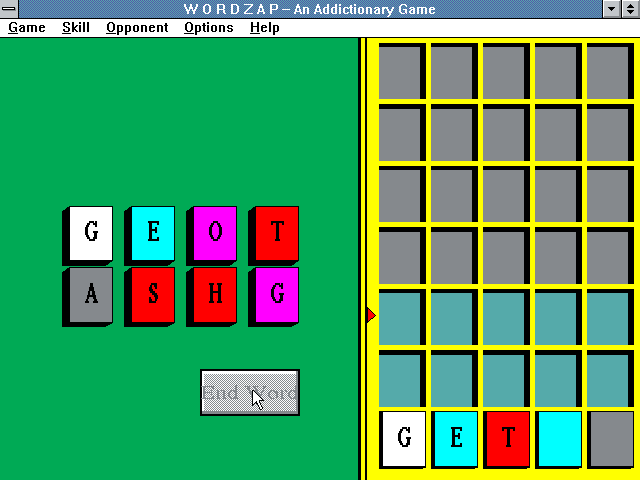 WORDZAP – An Addictionary Game
Game Skill Opponent Options Help
G E O T
A S H G
End Word
G E T